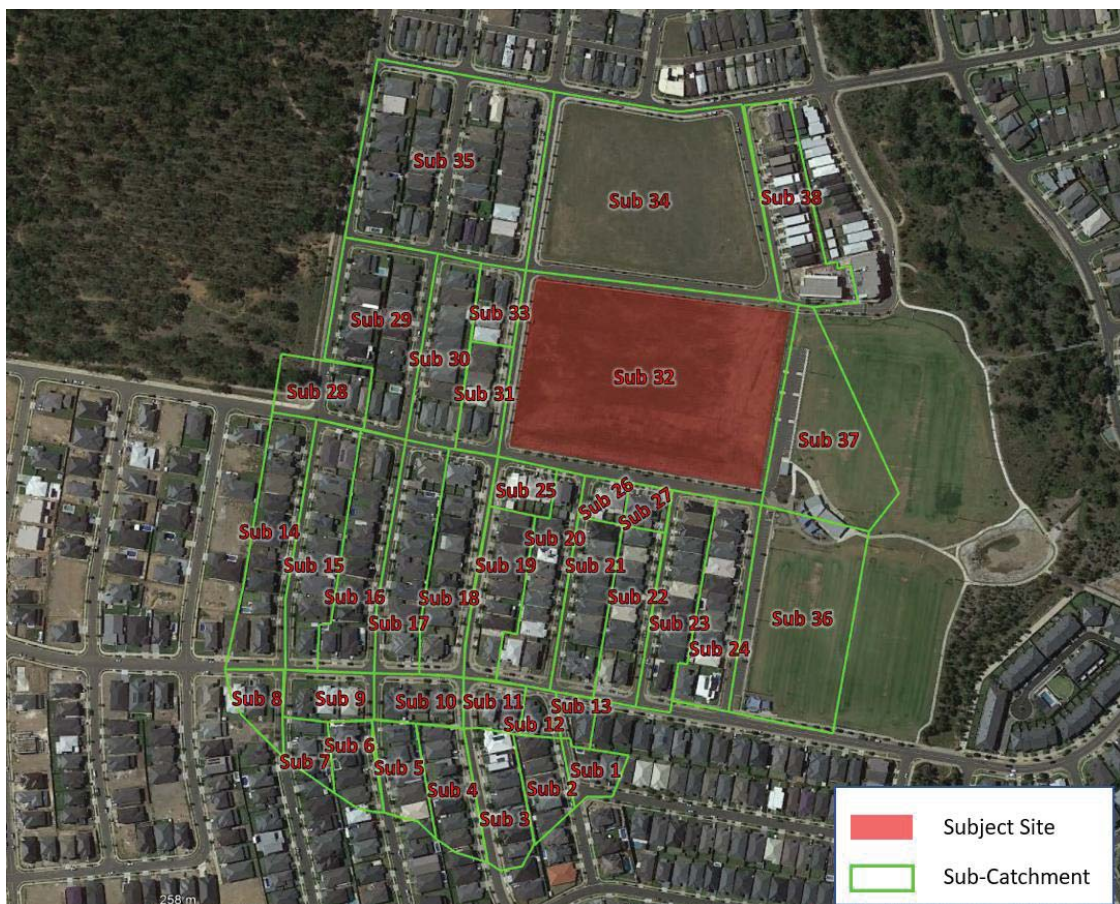 Sub 35
Sub 34
Sub 38
Sub 33
Sub 29
Sub 30
Sub 32
Sub 31
Sub 28
Sub 37
Sub 25
Sub 26
Sub 27
Sub 14
Sub 20
Sub 15
Sub 19
Sub 21
Sub 16
Sub 18
Sub 22
Sub 17
Sub 23
Sub 36
Sub 24
Sub 8
Sub 9
Sub 10
Sub 11
Sub 13
Sub 12
Sub 6
Sub 7
Sub 5
Sub 1
Sub 4
Sub 2
Sub 3
Subject Site
Sub-Catchment
258 m